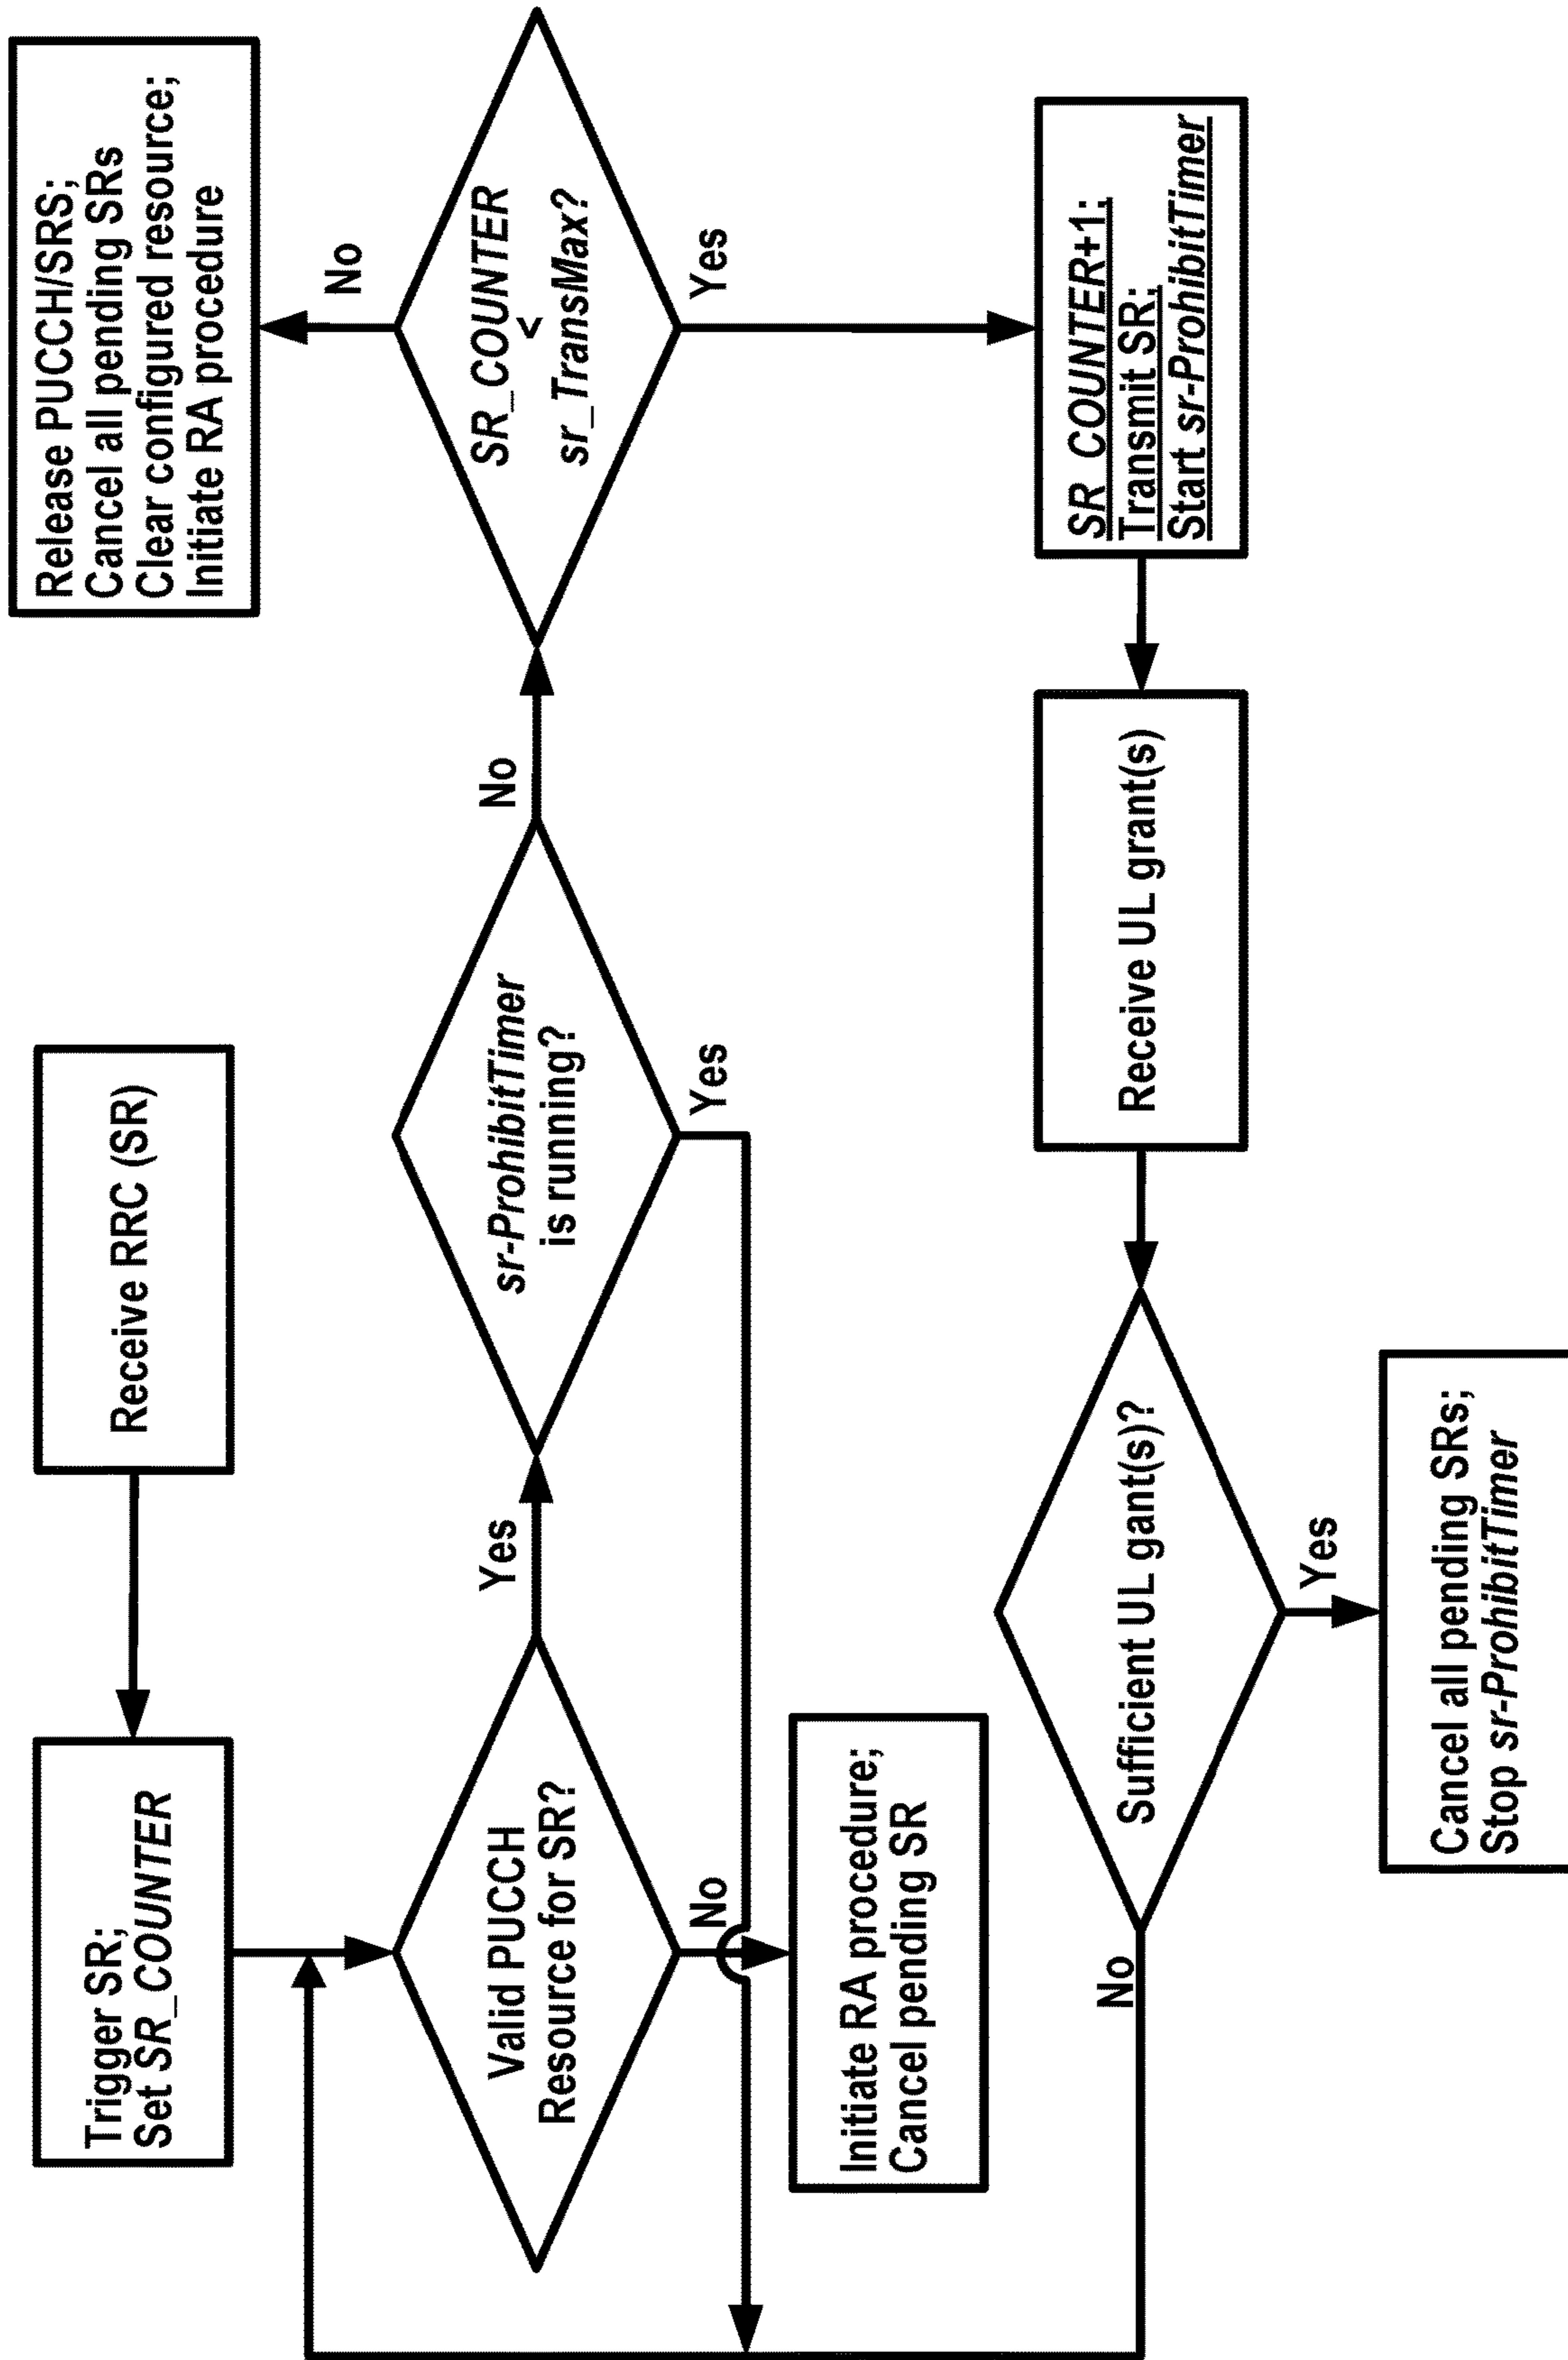 Trigger SR;
Set SR_COUNTER
Receive RRC (SR)
Release PUCCH/SRS;
Cancel all pending SRs
Clear configured resource;
Initiate RA procedure
No
Valid PUCCH
Resource for SR?
Yes
sr-ProhibitTimer
is running?
No
SR_COUNTER
<
sr_TransMax?
No
Yes
Yes
Initiate RA procedure;
Cancel pending SR
SR_COUNTER+1;
Transmit SR;
Start sr-ProhibitTimer
Receive UL grant(s)
Sufficient UL gant(s)?
No
Yes
Cancel all pending SRs;
Stop sr-ProhibitTimer